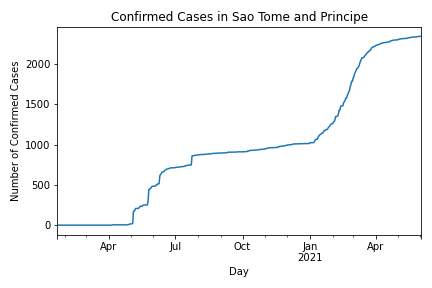 Confirmed Cases in Sao Tome and Principe
Number of Confirmed Cases
2000
1500
1000
500
0
Apr
Jul
Oct
Jan
2021
Apr
Day